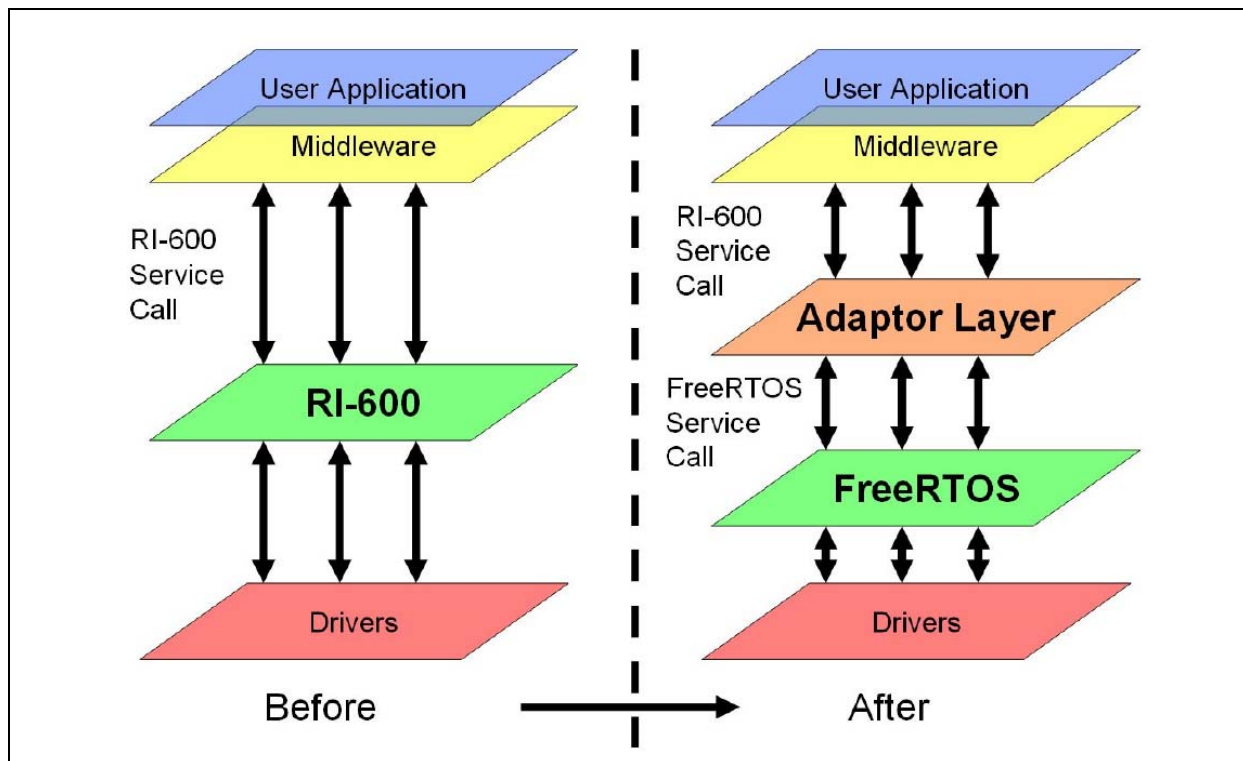 User Application
Middleware
RI-600
Service
Call
RI-600
Drivers
Before
User Application
Middleware
RI-600
Service
Call
Adaptor Layer
FreeRTOS
Service
Call
FreeRTOS
Drivers
After